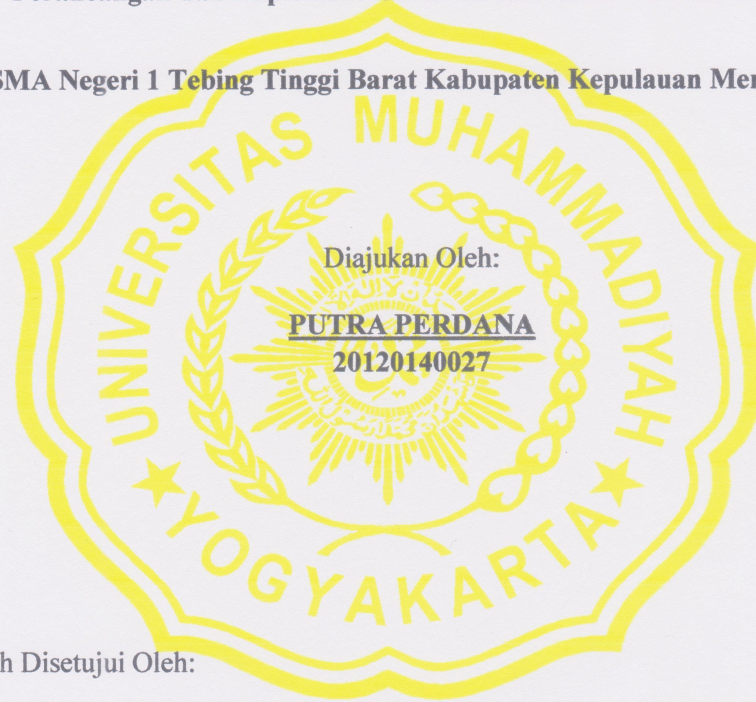 SMA Negeri 1 Tebing Tinggi Barat Kabupaten Kepulauan Mer
UNIVERSITAS MUHAMMADIYAH
YOGYAKARTA
Diajukan Oleh:
PUTRA PERDANA
20120140027
h Disetujui Oleh: